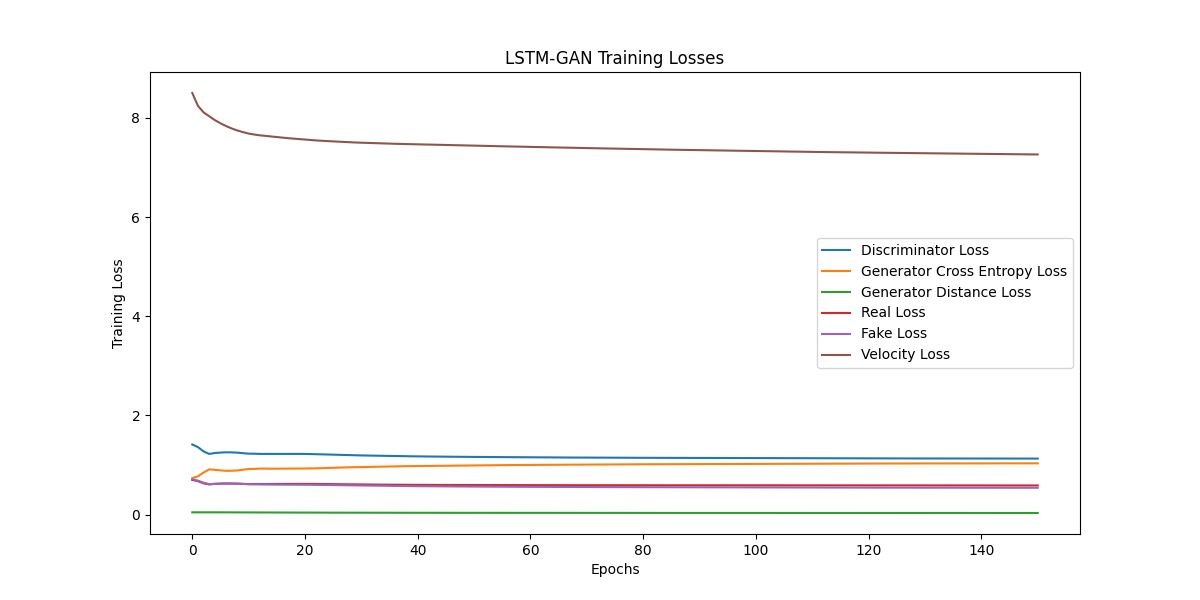 LSTM-GAN Training Losses
Training Loss
8
6
4
2
0
Discriminator Loss
Generator Cross Entropy Loss
Generator Distance Loss
Real Loss
Fake Loss
Velocity Loss
0 20 40 60 80 100 120 140
Epochs